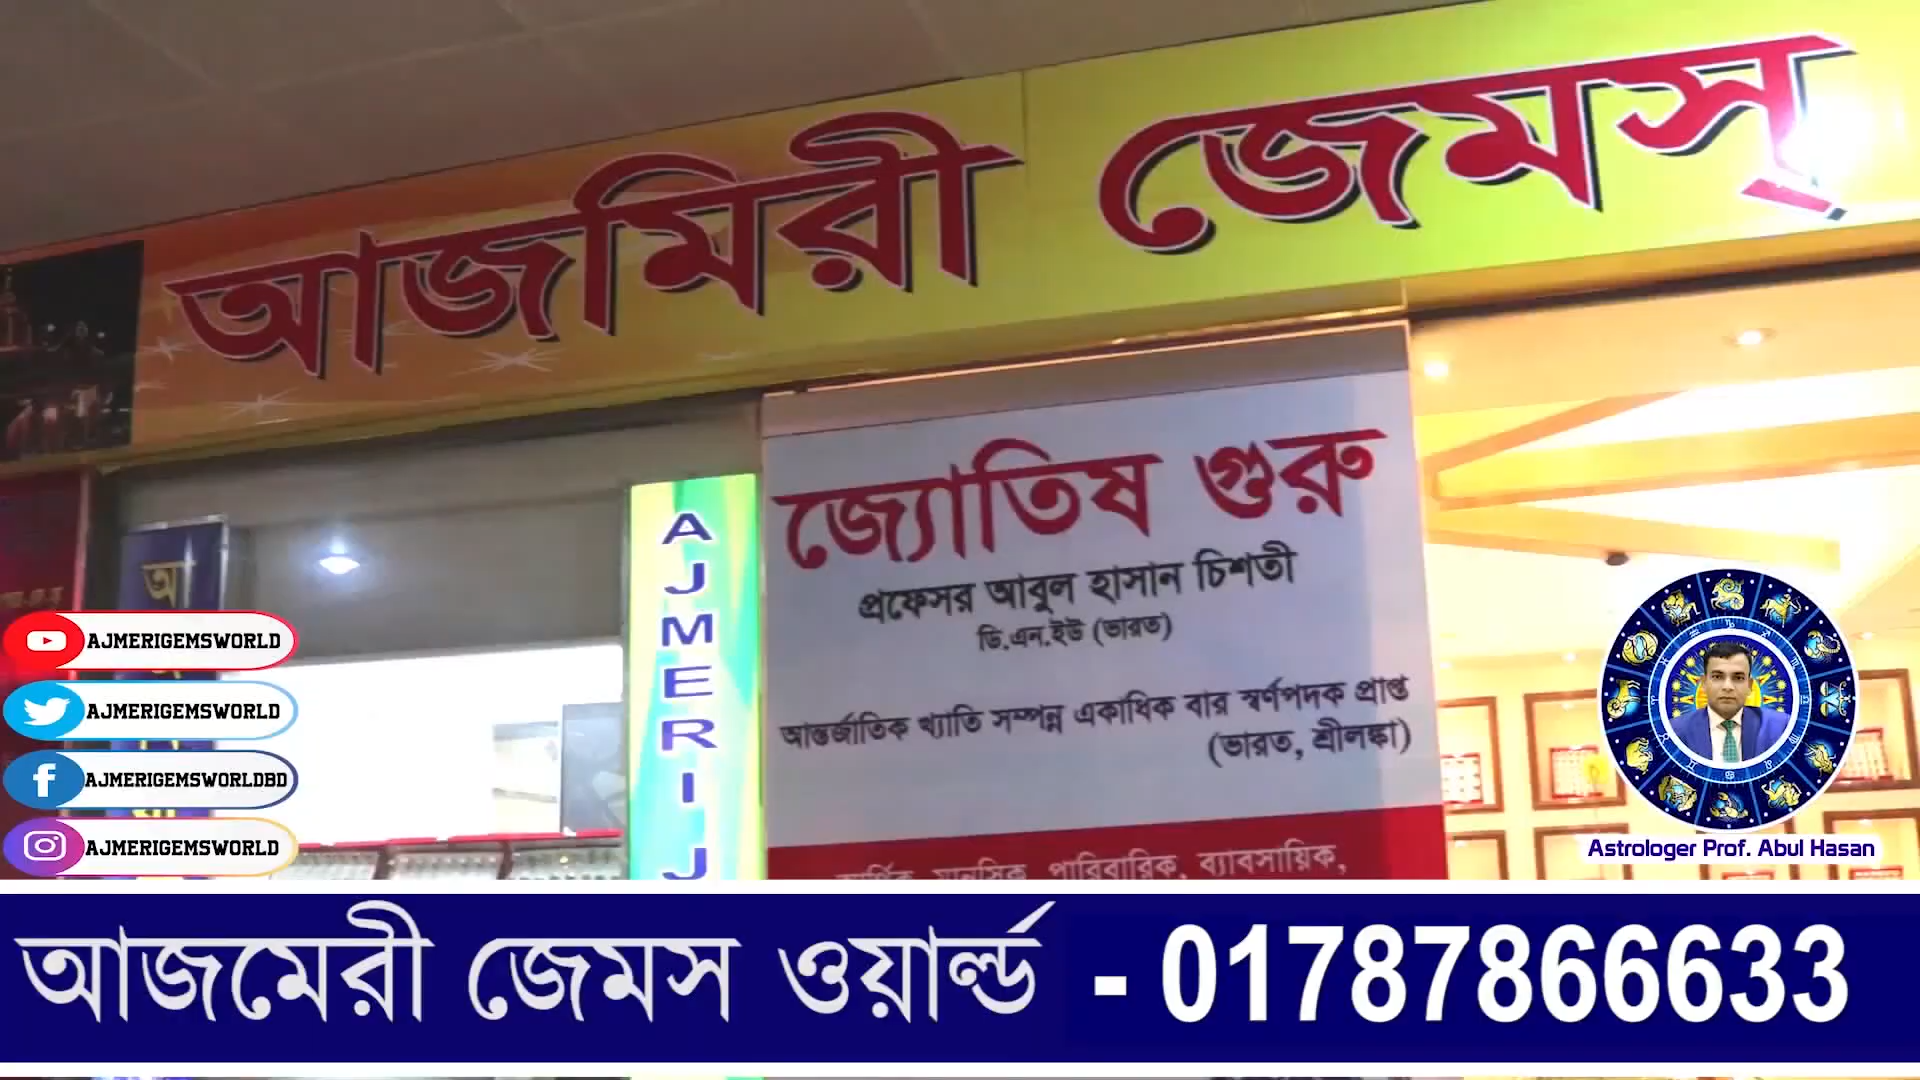 আজমিরী জেমস্
জ্যোতিষ গুরু
প্রফেসর আবুল হাসান চিশতী
ডি.এন.ইউ (ভারত)
আন্তর্জাতিক খ্যাতি সম্পন্ন একাধিক বার স্বর্ণপদক প্রাপ্ত
(ভারত, শ্রীলঙ্কা)
পারিবারিক, ব্যাবসায়িক,
AJMERI J
আ
AJMERIGEMSWORLD
AJMERIGEMSWORLD
AJMERIGEMSWORLDBD
AJMERIGEMSWORLD
Astrologer Prof. Abul Hasan
আজমেরী জেমস ওয়ার্ল্ড - 01787866633